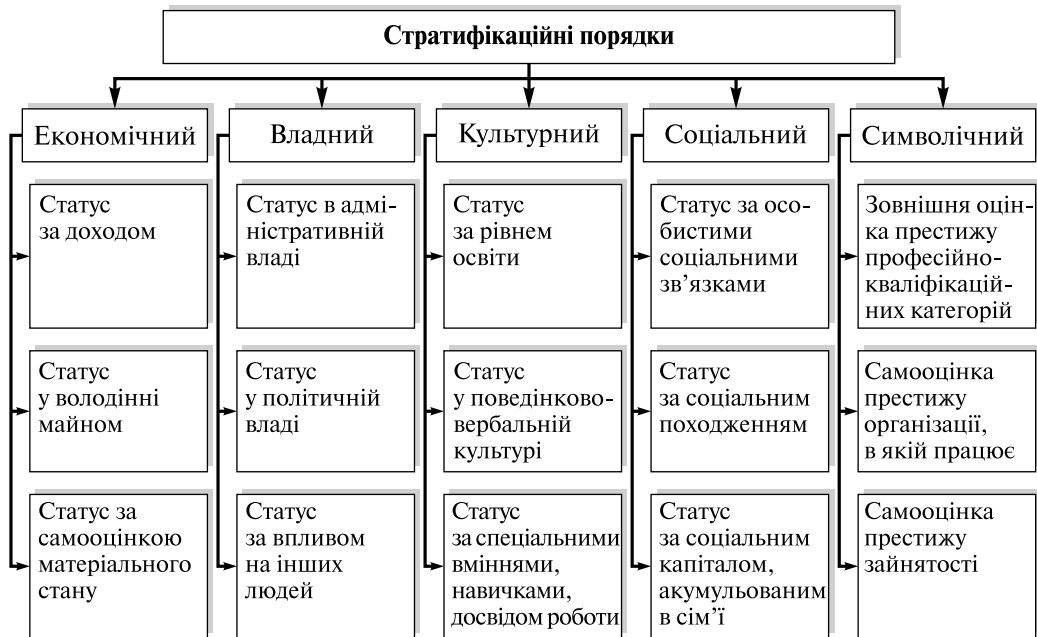 Стратифікаційні порядки
Економічний
Владний
Культурний
Соціальний
Символічний
Статус
за доходом
Статус в адмі-
ністративній
владі
Статус
за рівнем
освіти
Статус за осо-
бистими
соціальними
зв’язками
Зовнішня оцін-
ка престижу
професійно-
кваліфікацій-
них категорій
Статус
у володінні
майном
Статус
у політичній
владі
Статус
у поведінково-
вербальній
культурі
Статус
за соціальним
походженням
Самооцінка
престижу
організації,
в якій працює
Статус за
самооцінкою
матеріального
стану
Статус
за впливом
на інших
людей
Статус
за спеціальними
вміннями,
навичками,
досвідом роботи
Статус
за соціальним
капіталом,
акумульованим
в сім’ї
Самооцінка
престижу
зайнятості